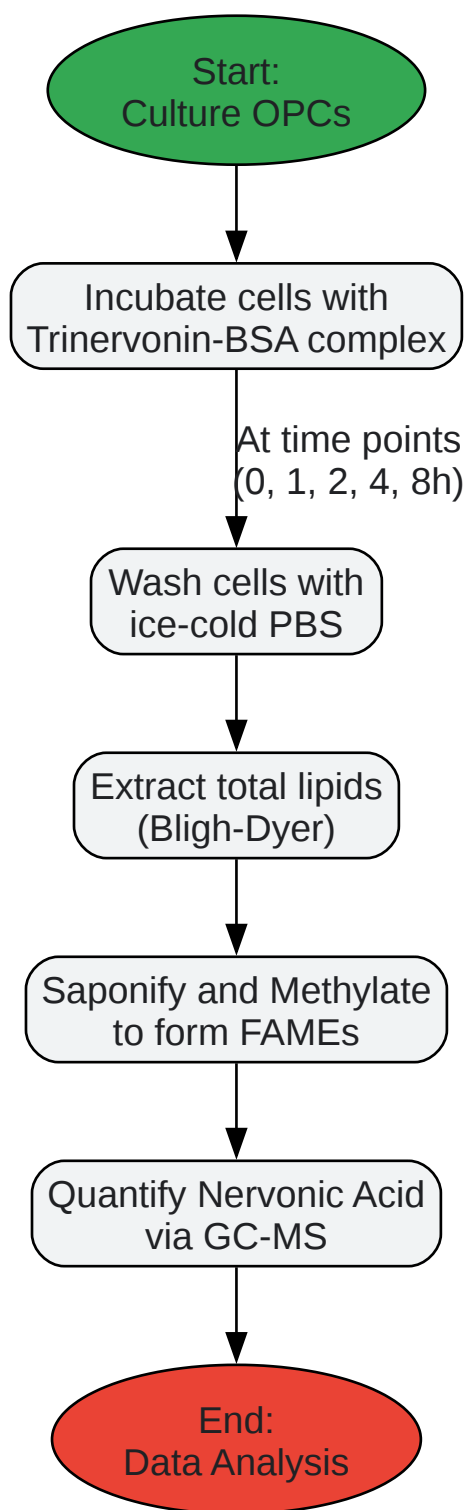 Start:
Culture OPCs
Incubate cells with
Trinervonin-BSA complex
At time points
(0, 1, 2, 4, 8h)
Wash cells with
ice-cold PBS
Extract total lipids
(Bligh-Dyer)
Saponify and Methylate
to form FAMEs
Quantify Nervonic Acid
via GC-MS
End:
Data Analysis